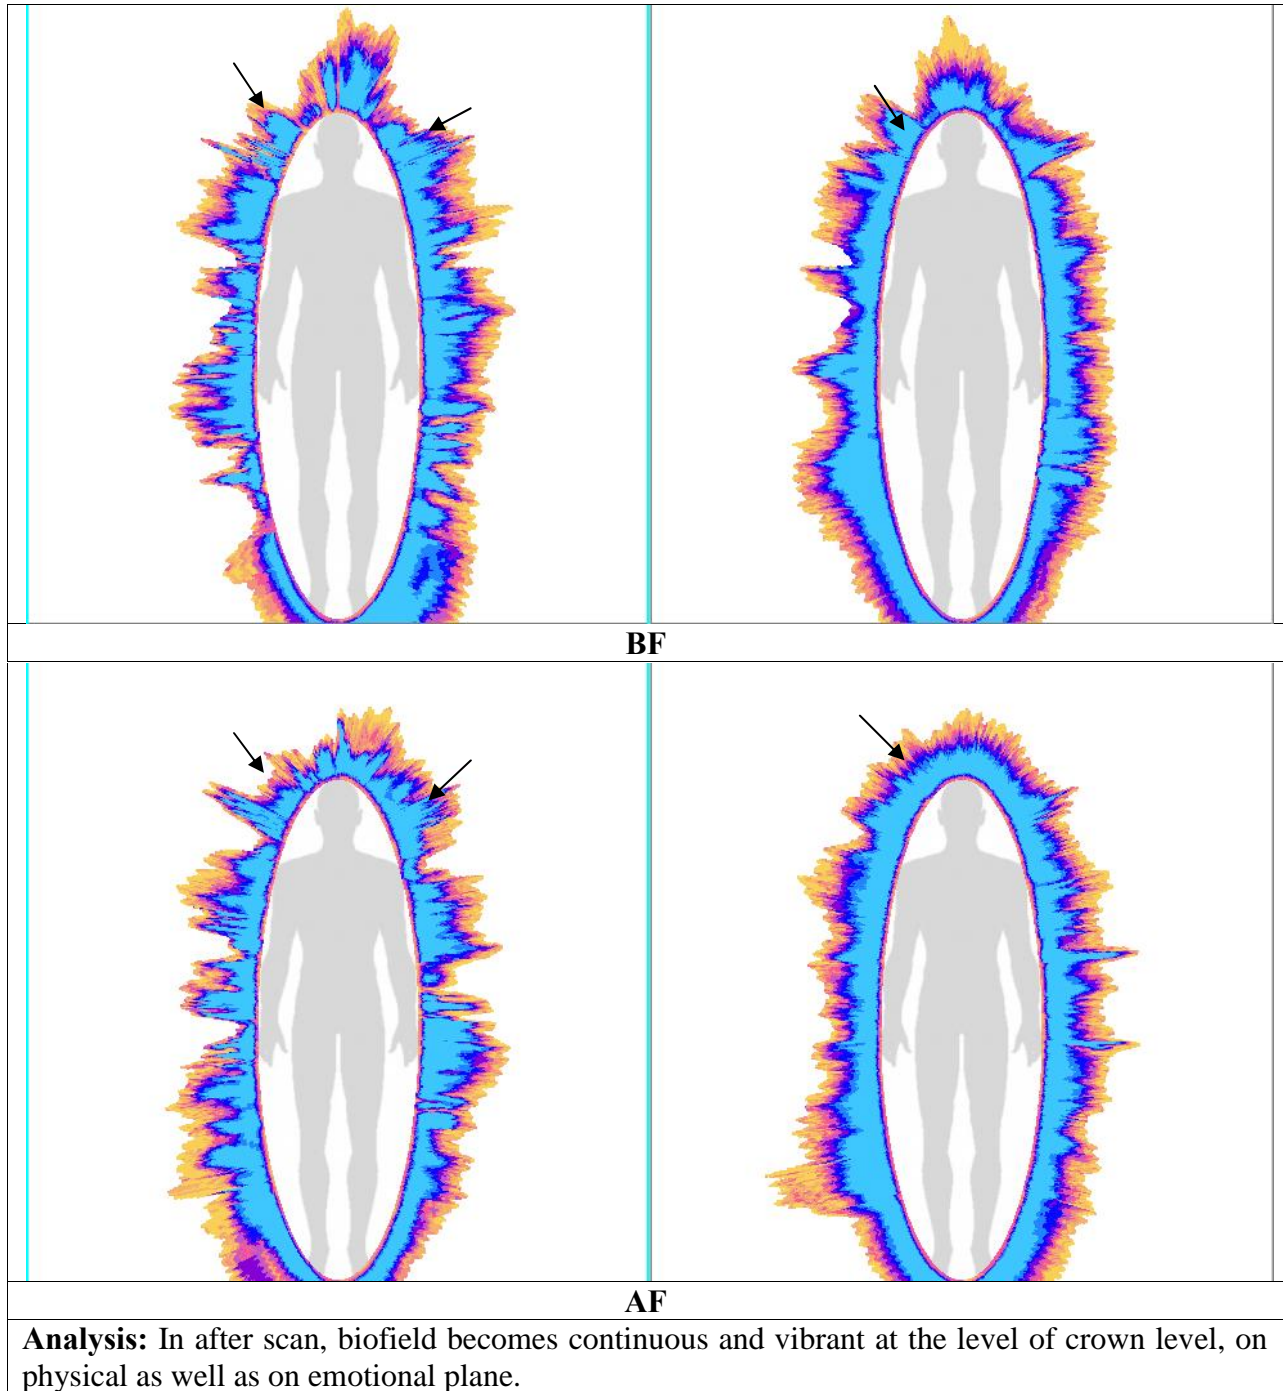 BF
AF
Analysis: In after scan, biofield becomes continuous and vibrant at the level of crown level, on
physical as well as on emotional plane.